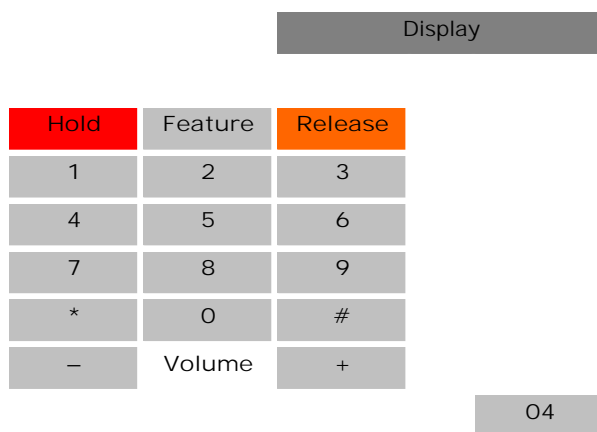 Display
Hold Feature Release
1 2 3
4 5 6
7 8 9
* 0 #
– Volume +
04